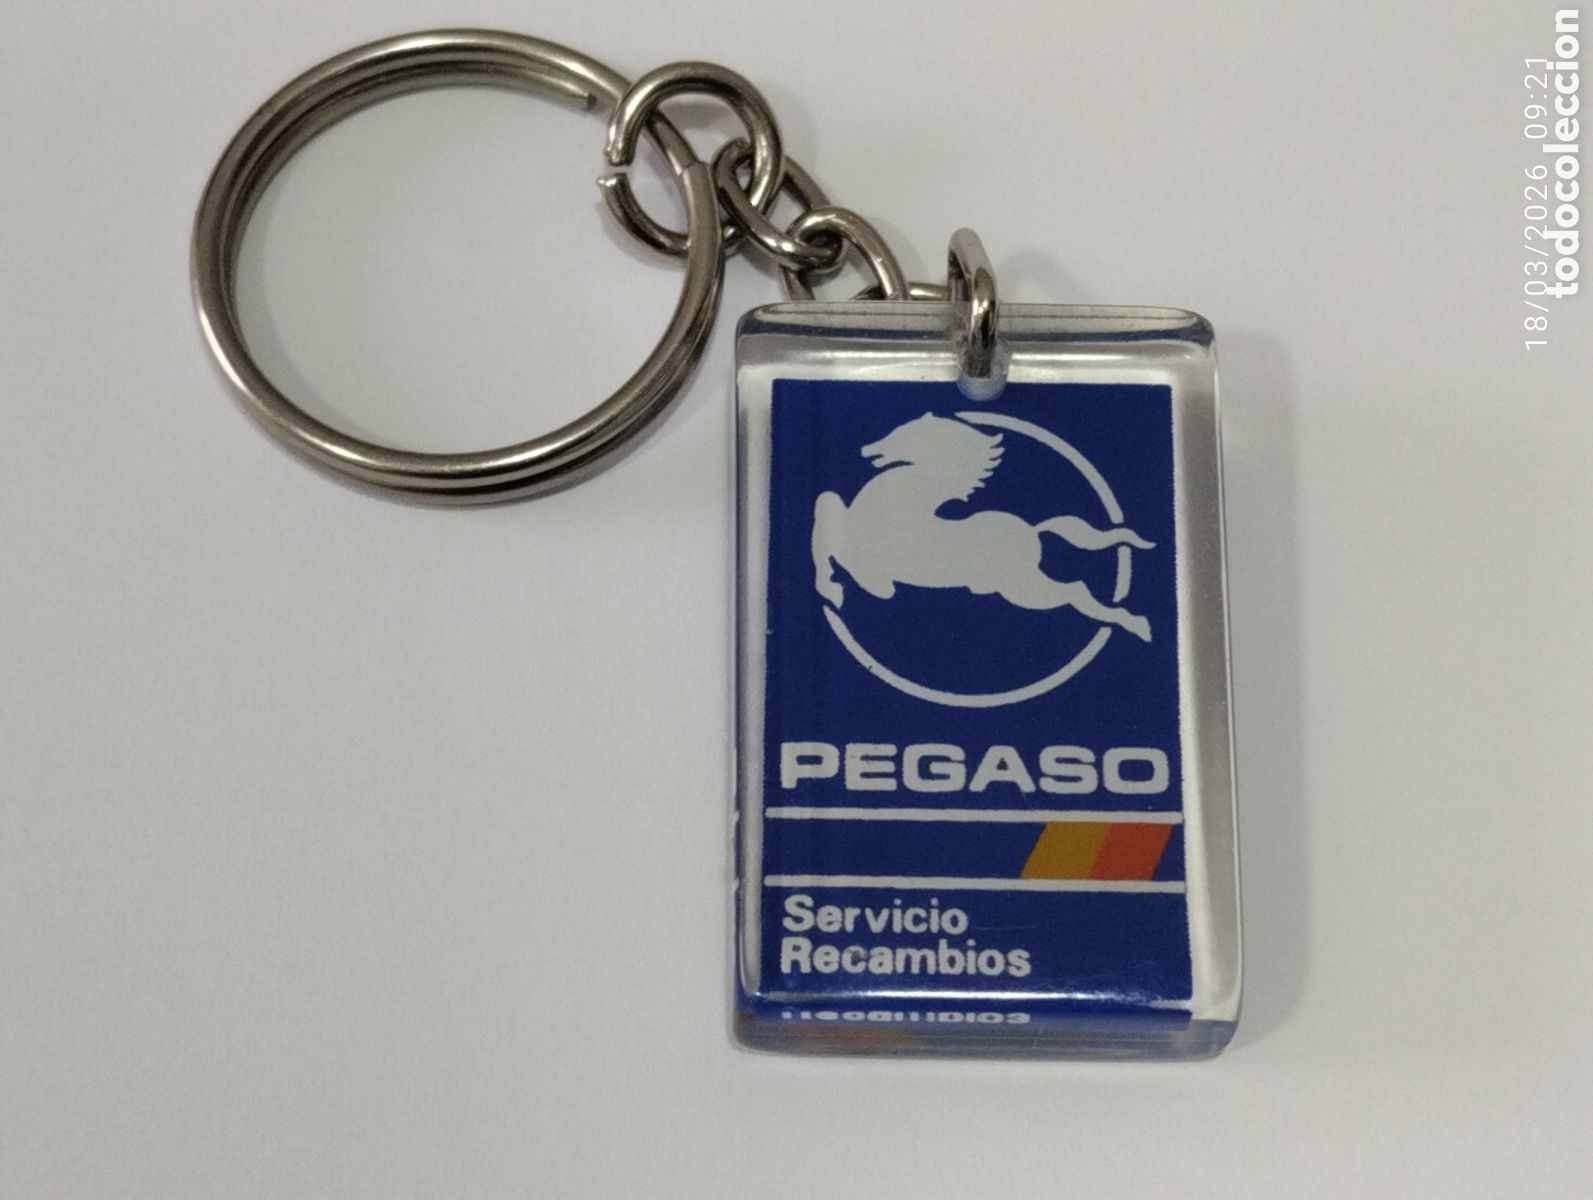 PEGASO
Servicio
Recambios
18/03/2026 09:21
todocoleccion